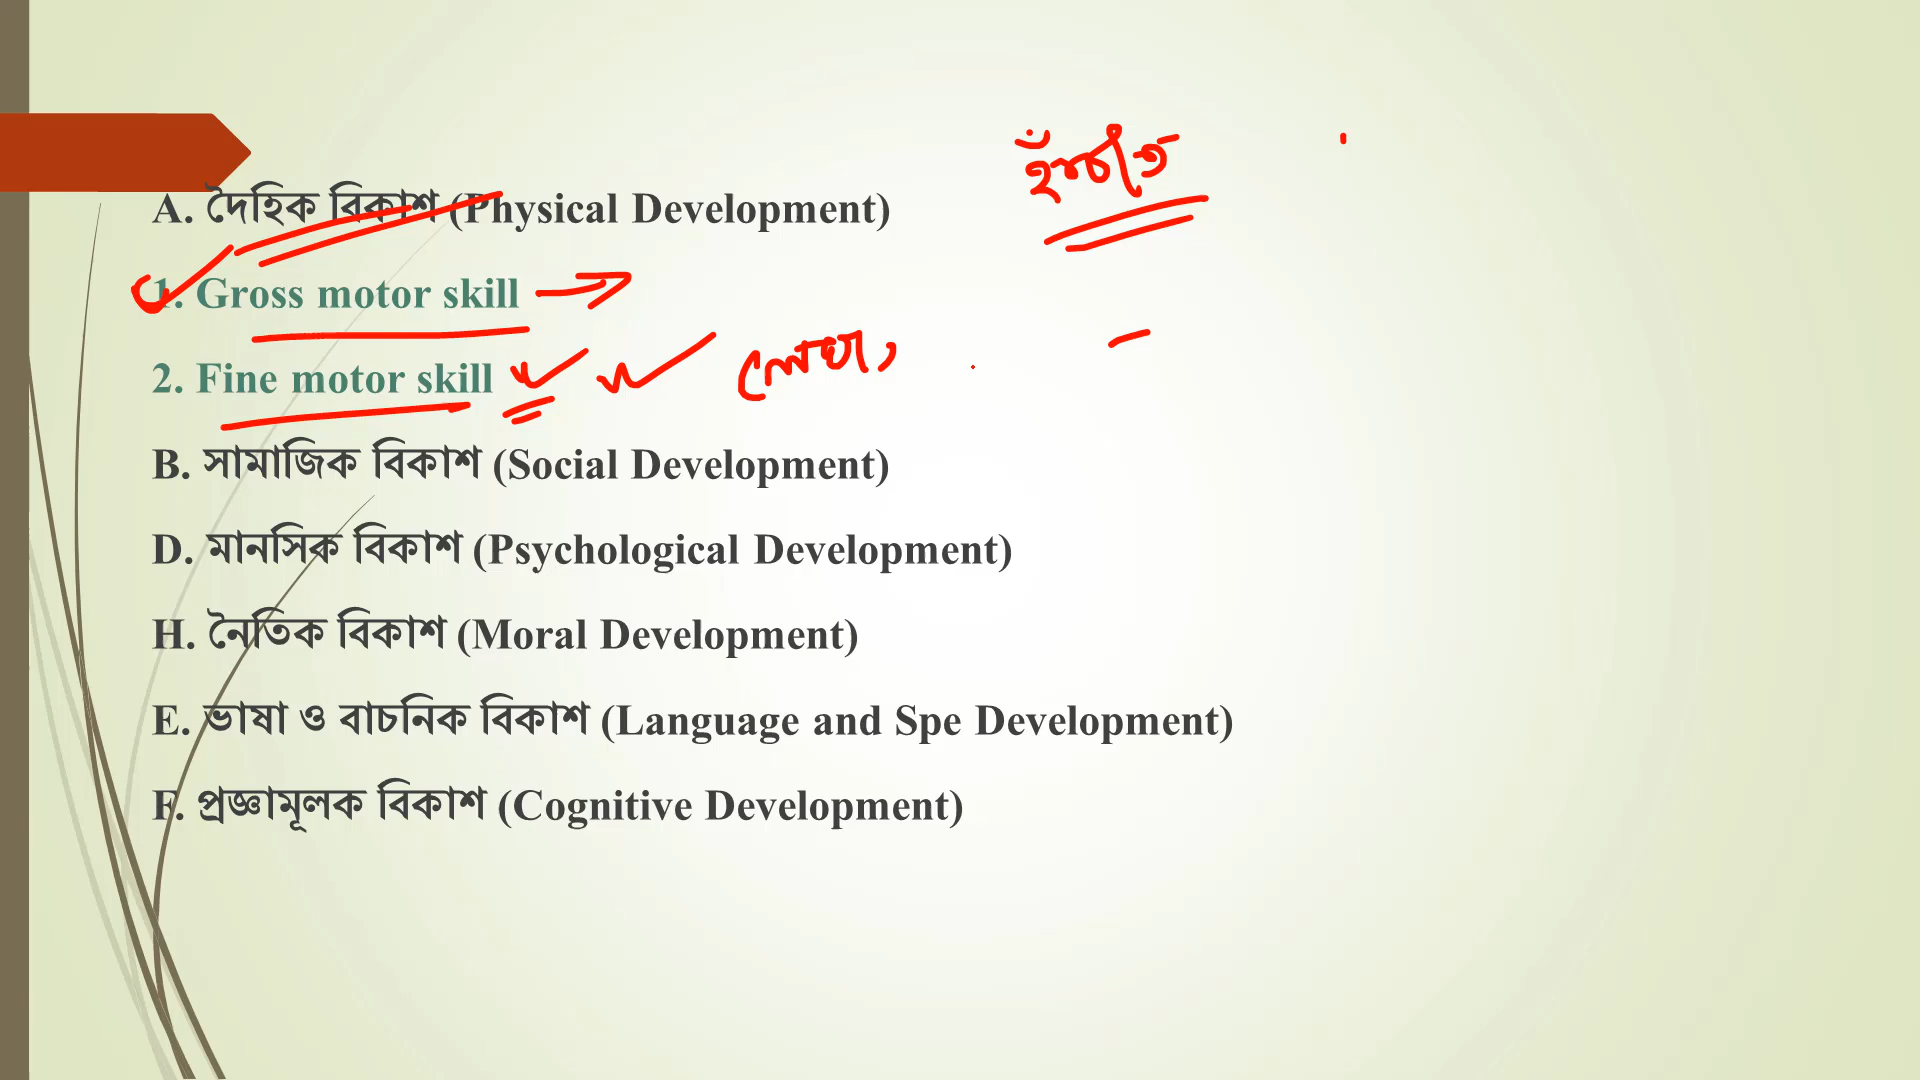 A. দৈহিক বিকাশ (Physical Development)
1. Gross motor skill
2. Fine motor skill লেখা,
B. সামাজিক বিকাশ (Social Development)
D. মানসিক বিকাশ (Psychological Development)
H. নৈতিক বিকাশ (Moral Development)
E. ভাষা ও বাচনিক বিকাশ (Language and Spe Development)
F. প্রজ্ঞামূলক বিকাশ (Cognitive Development)